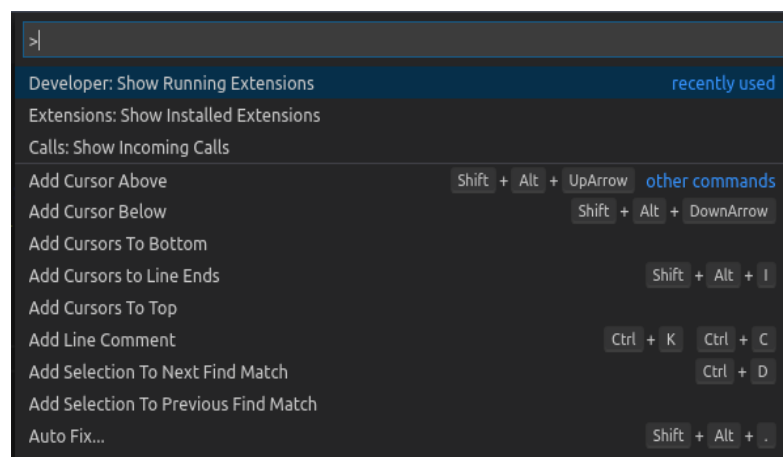 >
Developer: Show Running Extensions recently used
Extensions: Show Installed Extensions
Calls: Show Incoming Calls
Add Cursor Above Shift + Alt + UpArrow other commands
Add Cursor Below Shift + Alt + DownArrow
Add Cursors To Bottom
Add Cursors to Line Ends Shift + Alt + I
Add Cursors To Top
Add Line Comment Ctrl + K Ctrl + C
Add Selection To Next Find Match Ctrl + D
Add Selection To Previous Find Match
Auto Fix... Shift + Alt + .